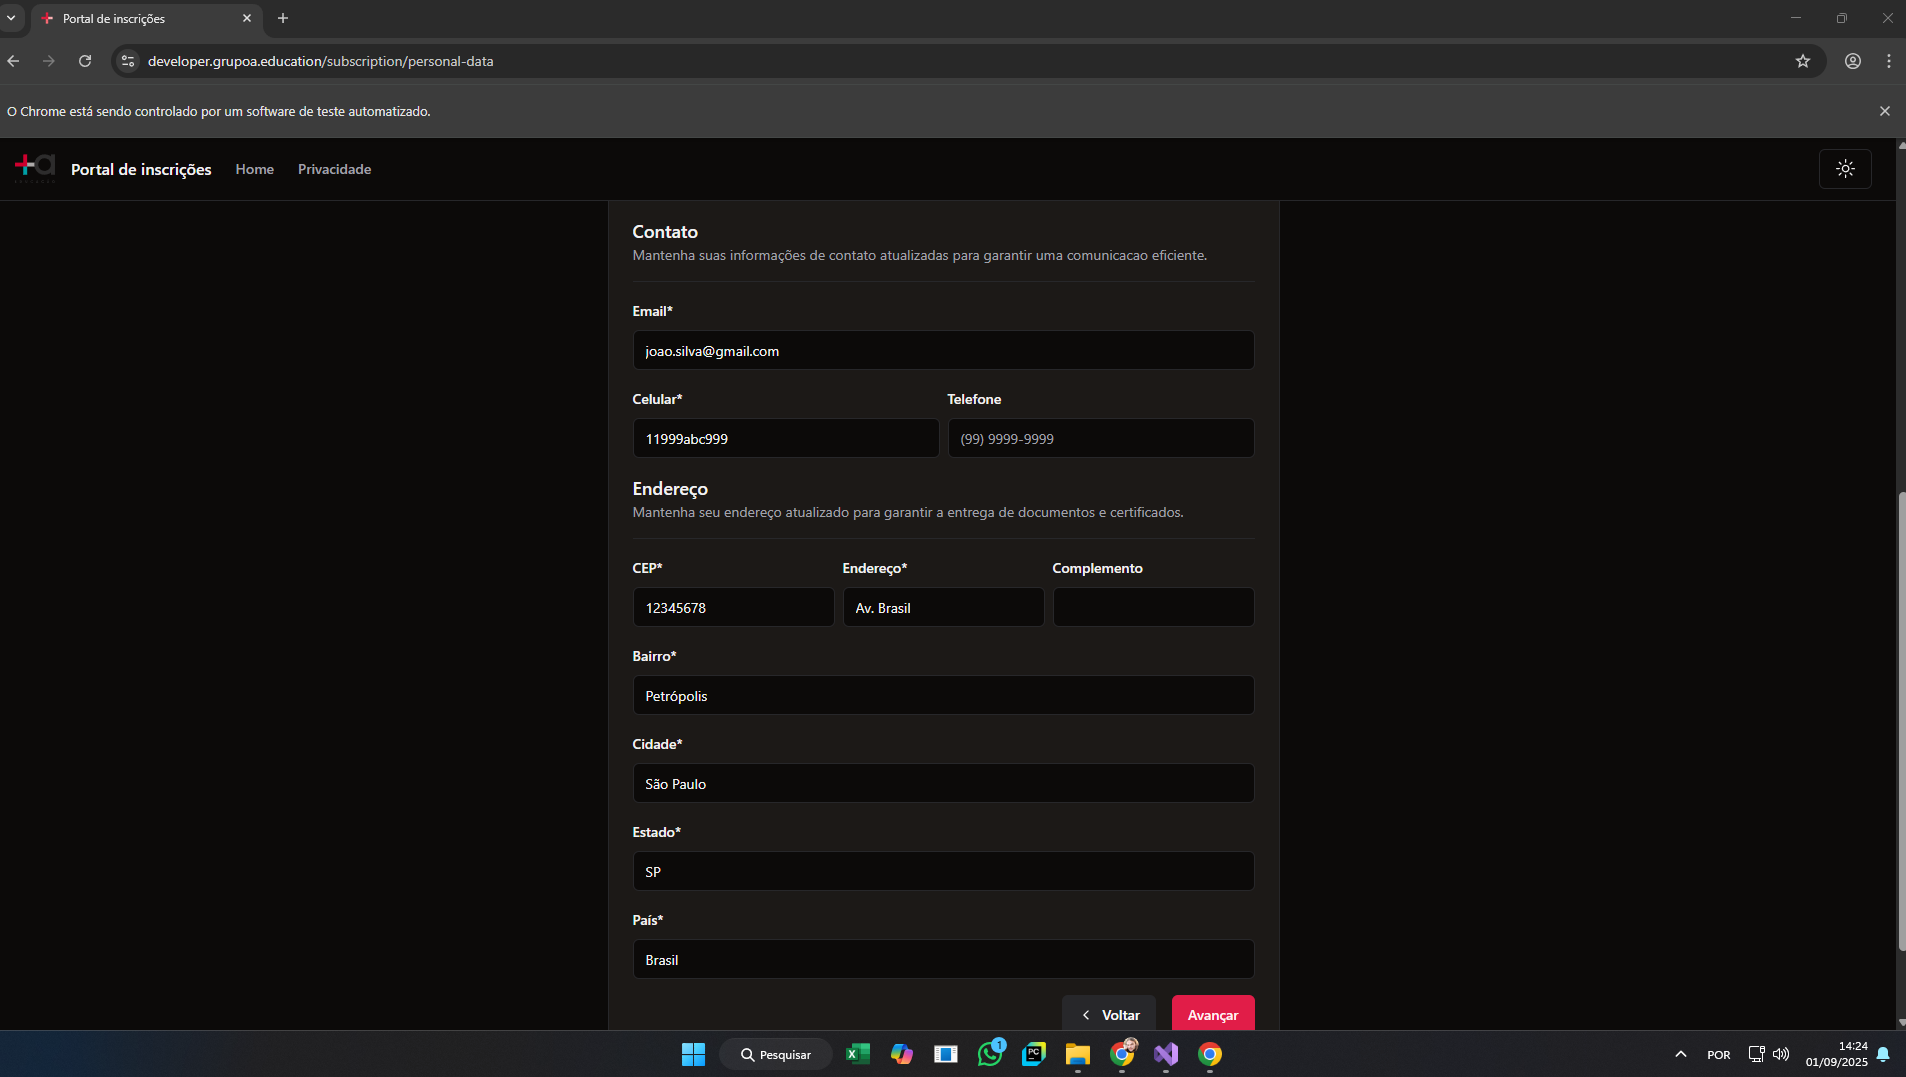 Portal de inscrições
developer.grupoa.education/subscription/personal-data
O Chrome está sendo controlado por um software de teste automatizado.
+a Portal de inscrições Home Privacidade
Contato
Mantenha suas informações de contato atualizadas para garantir uma comunicacao eficiente.
Email*
joao.silva@gmail.com
Celular* Telefone
11999abc999 (99) 9999-9999
Endereço
Mantenha seu endereço atualizado para garantir a entrega de documentos e certificados.
CEP* Endereço* Complemento
12345678 Av. Brasil
Bairro*
Petrópolis
Cidade*
São Paulo
Estado*
SP
País*
Brasil
Voltar Avançar
Pesquisar 1 PC POR 14:24
01/09/2025